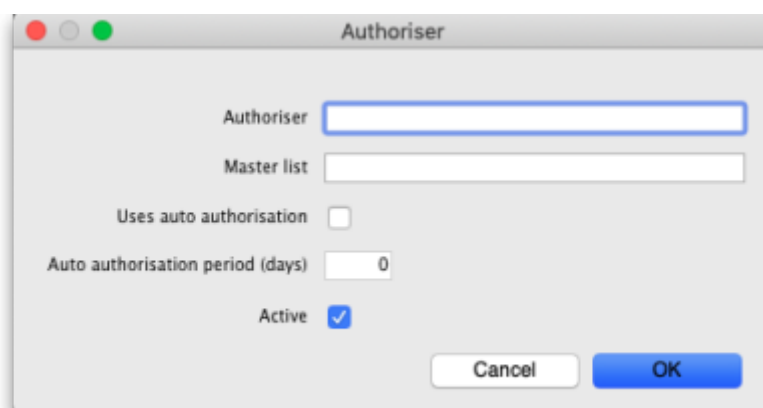 Authoriser
Authoriser
Master list
Uses auto authorisation
Auto authorisation period (days) 0
Active
Cancel OK